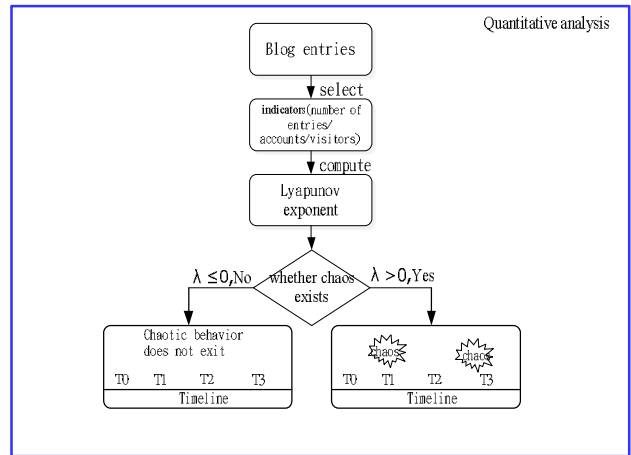 Quantitative analysis
Blog entries
select
indicators(number of
entries/
accounts/visitors)
compute
Lyapunov
exponent
λ ≤0,No
whether chaos
exists
λ >0,Yes
Chaotic behavior
does not exit
T0 T1 T2 T3
Timeline
chaos
chaos
T0 T1 T2 T3
Timeline